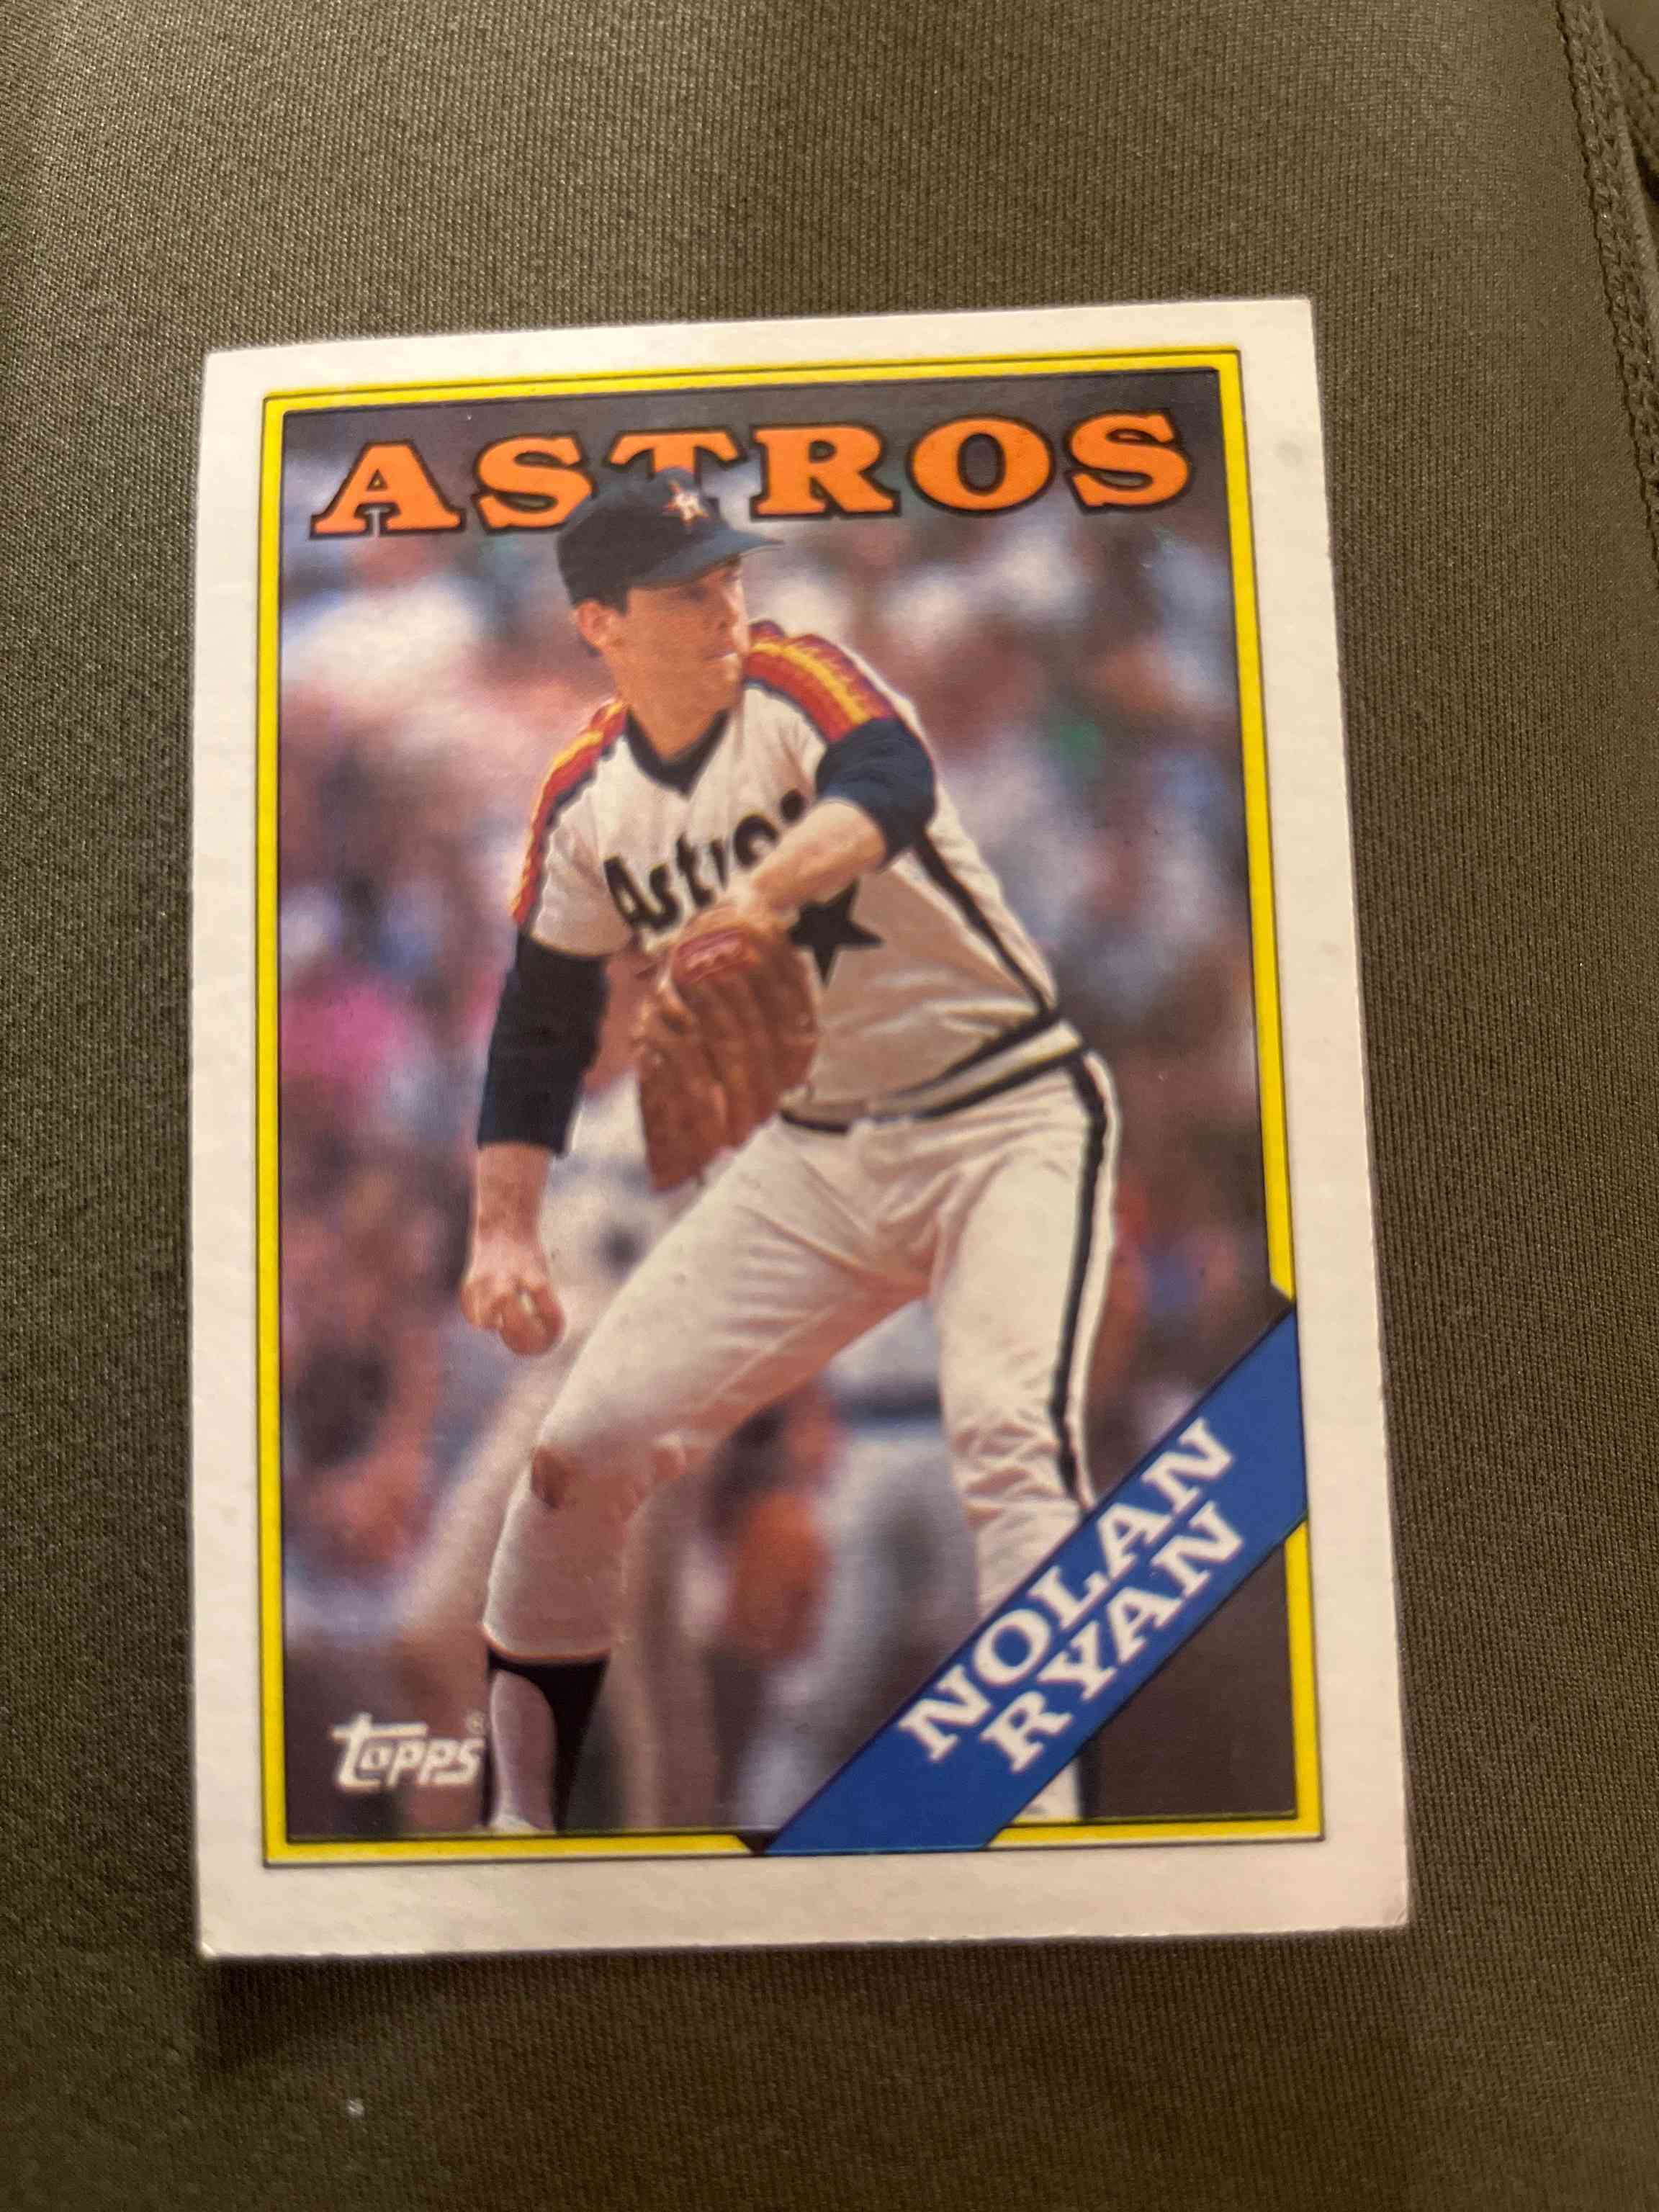 ASTROS
H
Astros
NOLAN
RYAN
topps®